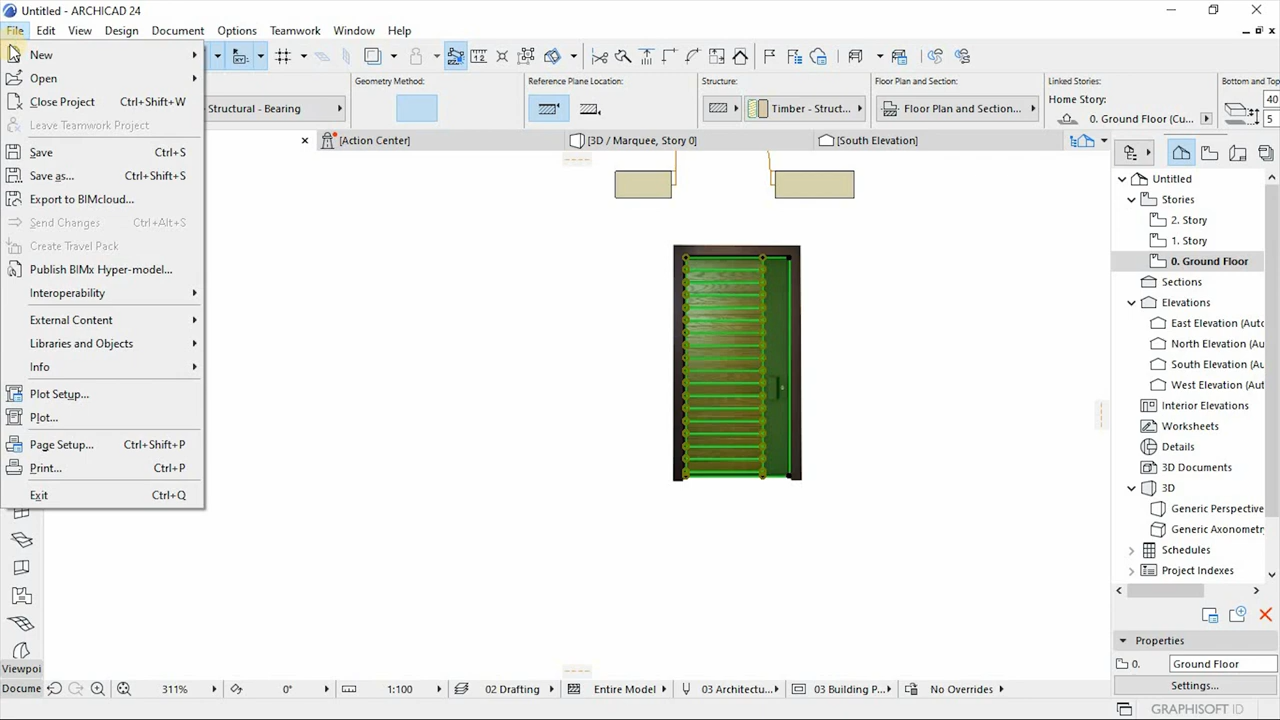 Untitled - ARCHICAD 24
File Edit View Design Document Options Teamwork Window Help
New
Open
Close Project Ctrl+Shift+W
Leave Teamwork Project
Save Ctrl+S
Save as... Ctrl+Shift+S
Export to BIMcloud...
Send Changes Ctrl+Alt+S
Create Travel Pack
Publish BIMx Hyper-model...
Interoperability
External Content
Libraries and Objects
Info
Plot Setup...
Plot...
Page Setup... Ctrl+Shift+P
Print... Ctrl+P
Exit Ctrl+Q
Structural - Bearing
Geometry Method:
Reference Plane Location:
Structure:
Timber - Struct...
Floor Plan and Section:
Floor Plan and Section...
Linked Stories:
Home Story:
0. Ground Floor (Cu
Bottom and Top
40
5
[Action Center]
[3D / Marquee, Story 0]
[South Elevation]
Untitled
Stories
2. Story
1. Story
0. Ground Floor
Sections
Elevations
East Elevation (Aut
North Elevation (Au
South Elevation (Au
West Elevation (Aut
Interior Elevations
Worksheets
Details
3D Documents
3D
Generic Perspective
Generic Axonometr
Schedules
Project Indexes
Properties
0. Ground Floor
Settings...
Viewpoi
Docume
311% 0° 1:100 02 Drafting Entire Model 03 Architectu... 03 Building P... No Overrides
GRAPHISOFT ID